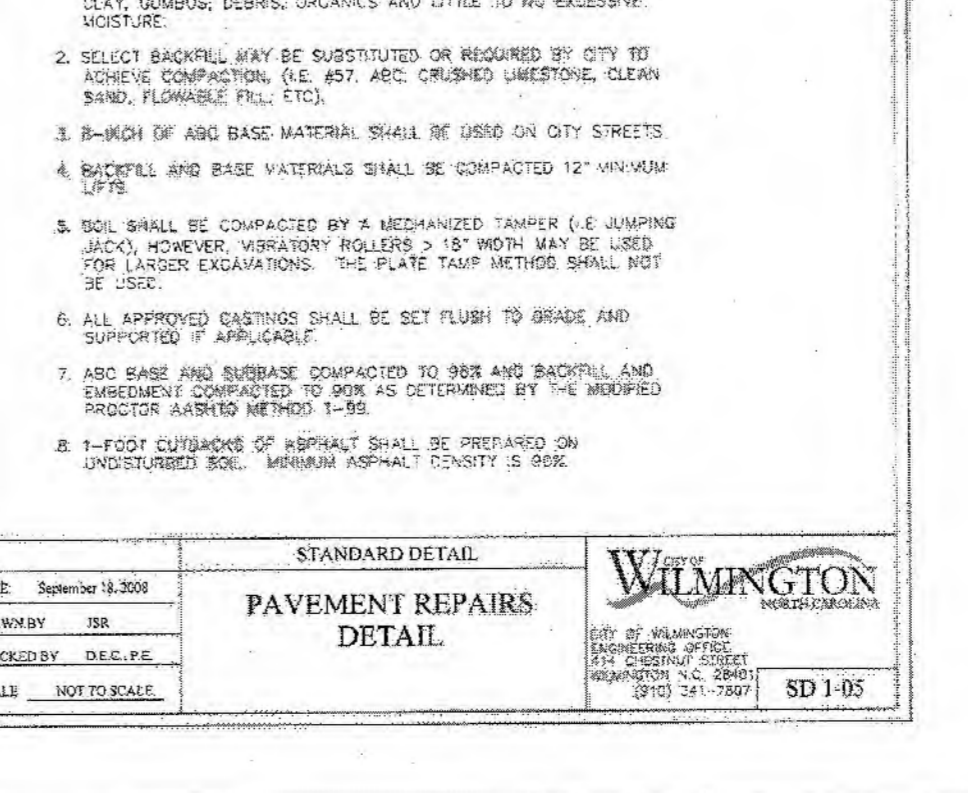 CLAY, GUMBOS, DEBRIS, ORGANICS AND LITTLE TO NO EXCESSIVE
MOISTURE.
2. SELECT BACKFILL MAY BE SUBSTITUTED OR REQUIRED BY CITY TO
ACHIEVE COMPACTION, (I.E. #57, ABC, CRUSHED LIMESTONE, CLEAN
SAND, FLOWABLE FILL, ETC).
3. 8-INCH OF ABC BASE MATERIAL SHALL BE USED ON CITY STREETS.
4. BACKFILL AND BASE MATERIALS SHALL BE COMPACTED 12" MINIMUM
LIFTS.
5. SOIL SHALL BE COMPACTED BY A MECHANIZED TAMPER (I.E JUMPING
JACK), HOWEVER, VIBRATORY ROLLERS > 18" WIDTH MAY BE USED
FOR LARGER EXCAVATIONS. THE PLATE TAMP METHOD SHALL NOT
BE USED.
6. ALL APPROVED CASTINGS SHALL BE SET FLUSH TO GRADE AND
SUPPORTED IF APPLICABLE.
7. ABC BASE AND SUBBASE COMPACTED TO 98% AND BACKFILL AND
EMBEDMENT COMPACTED TO 90% AS DETERMINED BY THE MODIFIED
PROCTOR AASHTO METHOD T-99.
8. 1-FOOT CUTBACKS OF ASPHALT SHALL BE PREPARED ON
UNDISTURBED SOIL. MINIMUM ASPHALT DENSITY IS 90%.
E: September 18, 2008
WN.BY JSR
CKED BY D.E.C., P.E.
LE NOT TO SCALE
STANDARD DETAIL
PAVEMENT REPAIRS
DETAIL
CITY OF
WILMINGTON
NORTH CAROLINA
CITY OF WILMINGTON
ENGINEERING OFFICE
414 CHESTNUT STREET
WILMINGTON N.C. 28401
(910) 341-7807
SD 1-05